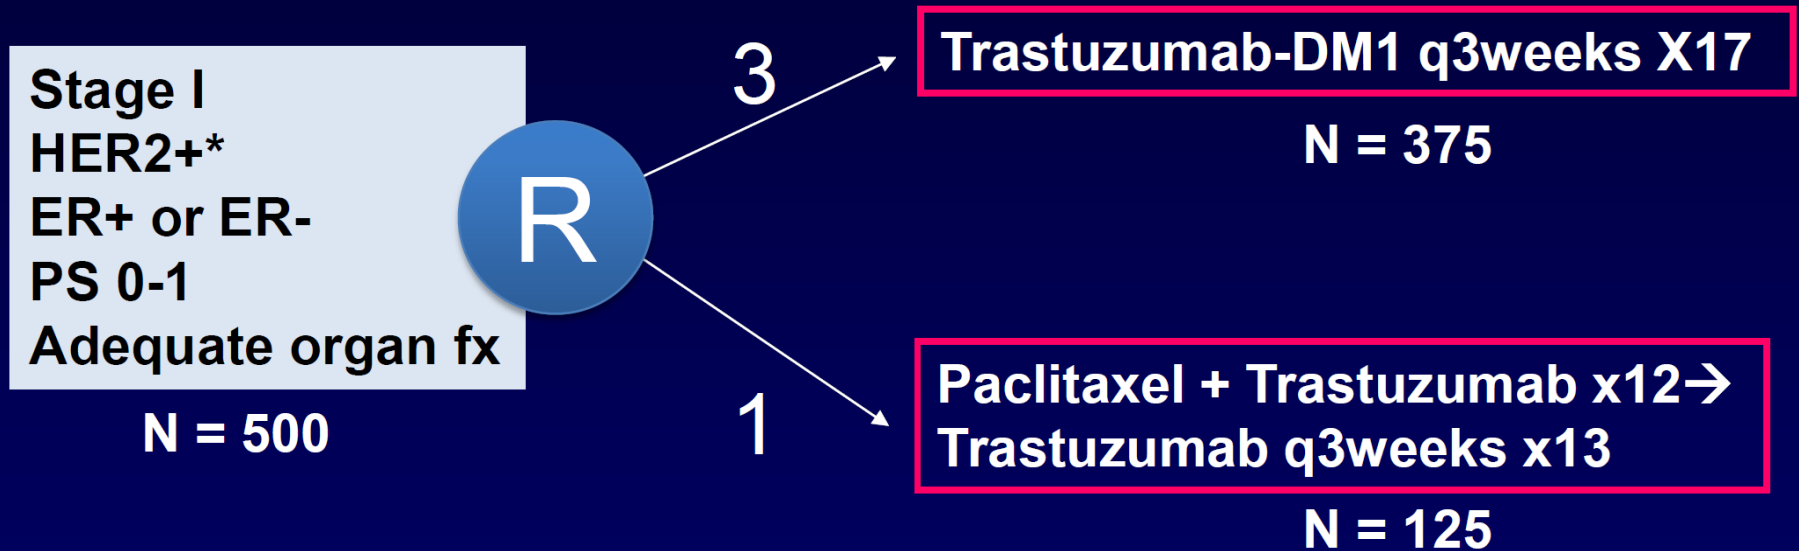 Stage I
HER2+*
ER+ or ER-
PS 0-1
Adequate organ fx
N = 500
R
3
Trastuzumab-DM1 q3weeks X17
N = 375
1
Paclitaxel + Trastuzumab x12→
Trastuzumab q3weeks x13
N = 125